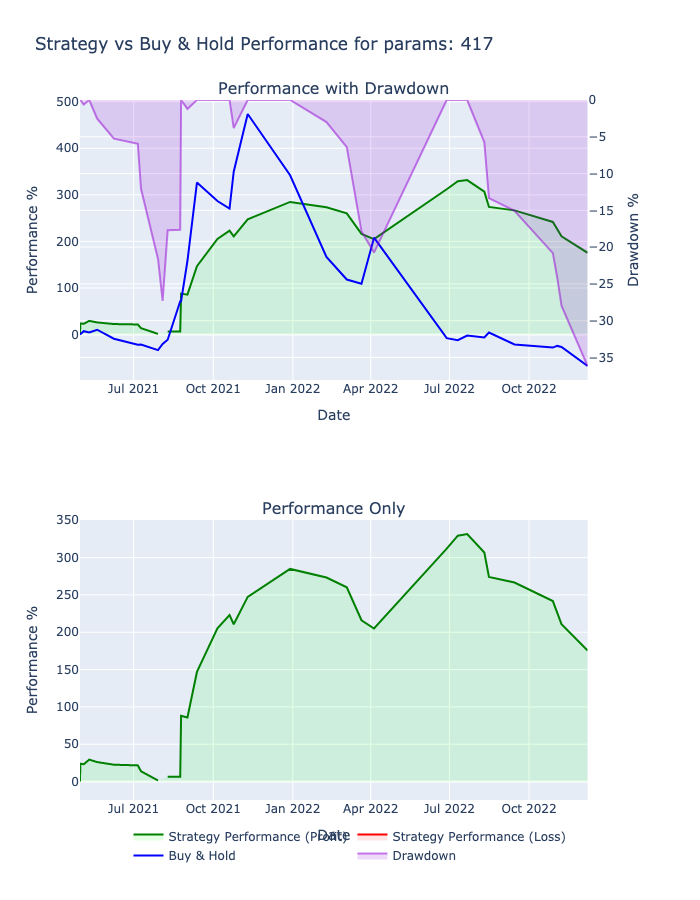 Strategy vs Buy & Hold Performance for params: 417
Performance with Drawdown
500
400
300
200
100
0
Performance %
0
−5
−10
−15
−20
−25
−30
−35
Drawdown %
Jul 2021
Oct 2021
Jan 2022
Apr 2022
Jul 2022
Oct 2022
Date
Performance Only
350
300
250
200
150
100
50
0
Performance %
Jul 2021
Oct 2021
Jan 2022
Apr 2022
Jul 2022
Oct 2022
Date
Strategy Performance (Profit)
Strategy Performance (Loss)
Buy & Hold
Drawdown